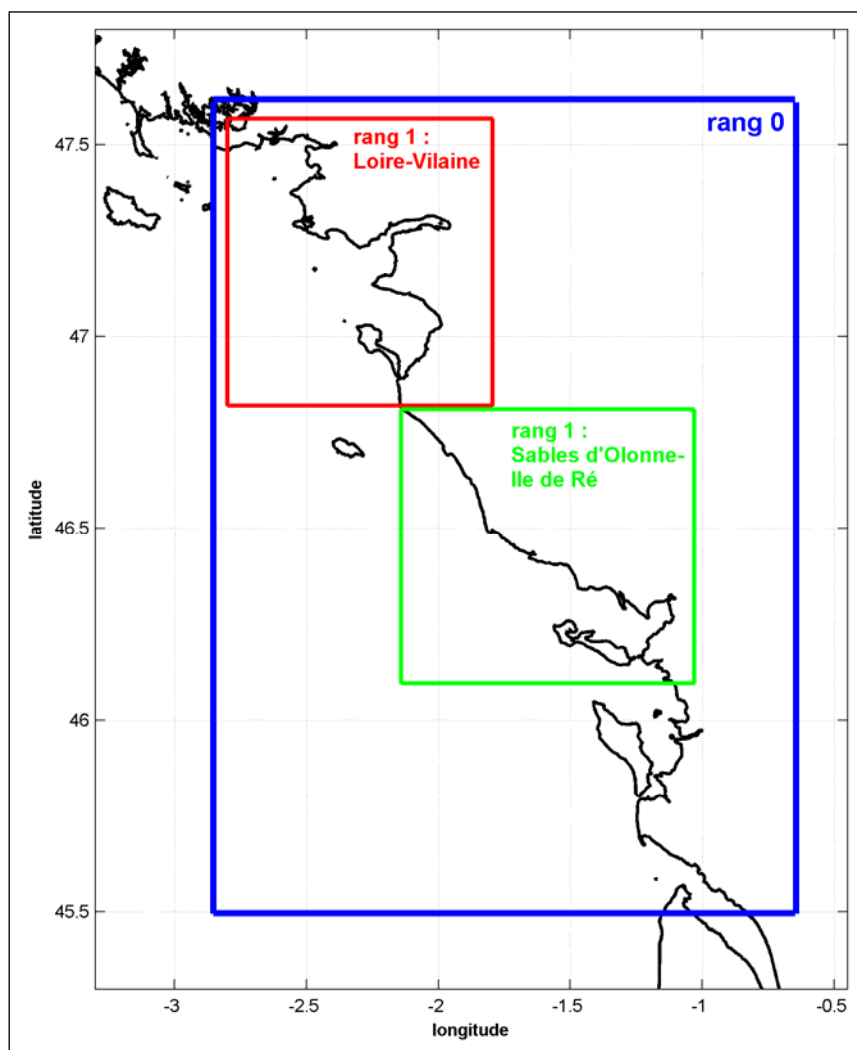 rang 0
rang 1 :
Loire-Vilaine
rang 1 :
Sables d'Olonne-
Ile de Ré
47.5
47
46.5
46
45.5
latitude
-3
-2.5
-2
-1.5
-1
-0.5
longitude